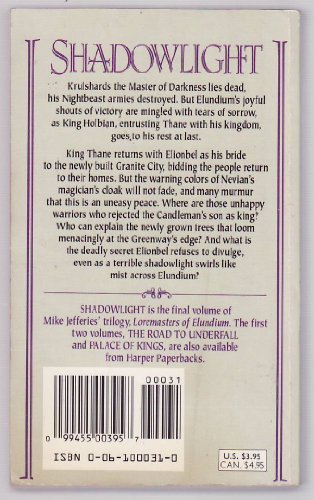 SHADOWLIGHT
Krulshards the Master of Darkness lies dead,
his Nightbeast armies destroyed. But Elundium's joyful
shouts of victory are mingled with tears of sorrow,
as King Holbian, entrusting Thane with his kingdom,
goes to his rest at last.
King Thane returns with Elionbel as his bride
to the newly built Granite City, bidding the people return
to their homes. But the warning colors of Nevian's
magician's cloak will not fade, and many murmur
that this is an uneasy peace. Where are those unhappy
warriors who rejected the Candleman's son as king?
Who can explain the newly grown trees that loom
menacingly at the Greenway's edge? And what is
the deadly secret Elionbel refuses to divulge,
even as a terrible shadowlight swirls like
mist across Elundium?
SHADOWLIGHT is the final volume of
Mike Jefferies' trilogy, Loremasters of Elundium. The first
two volumes, THE ROAD TO UNDERFALL
and PALACE OF KINGS, are also available
from Harper Paperbacks.
00031
0 99455 00395 7
ISBN 0-06-100031-0
U.S. $3.95
CAN. $4.95